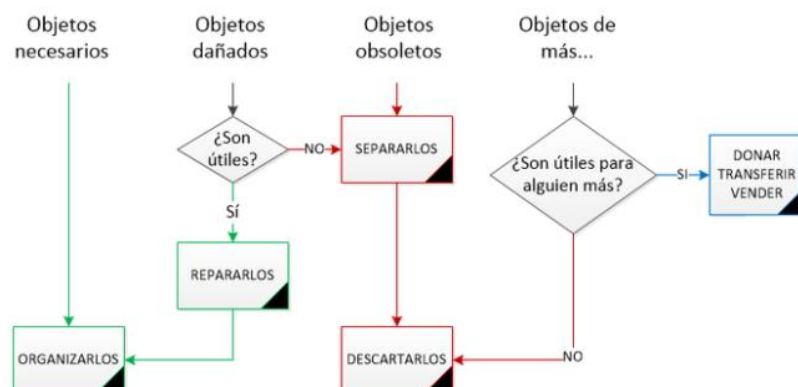 Objetos
necesarios
Objetos
dañados
Objetos
obsoletos
Objetos de
más...
¿Son
útiles?
NO
SEPARARLOS
¿Son útiles para
alguien más?
SI
DONAR
TRANSFERIR
VENDER
Sí
REPARARLOS
ORGANIZARLOS
DESCARTARLOS
NO